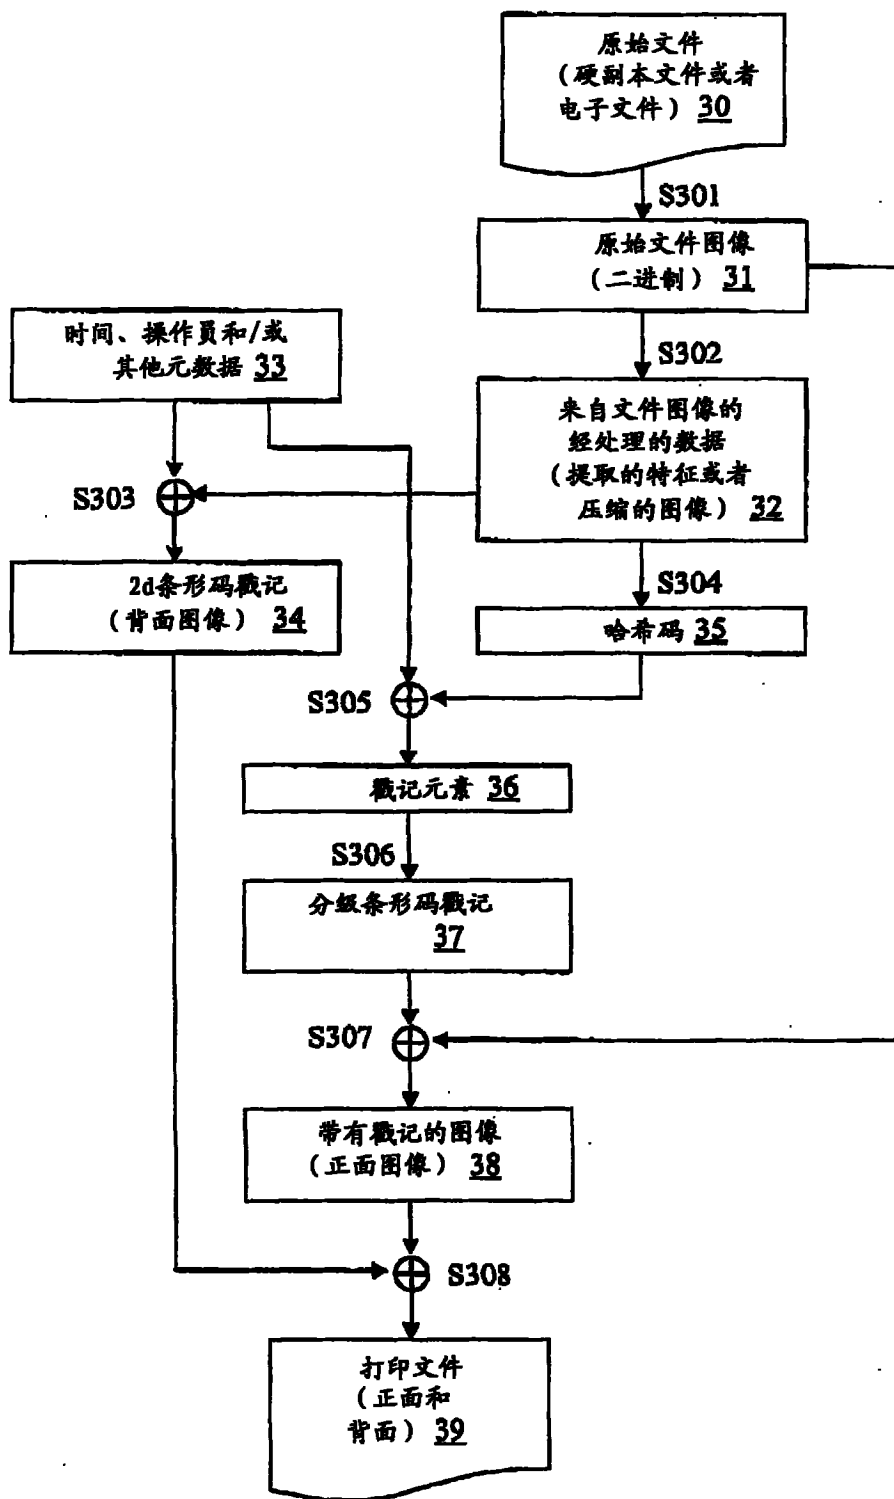 原始文件
（硬副本文件或者
电子文件）30
S301
原始文件图像
（二进制）31
时间、操作员和/或
其他元数据 33
S302
来自文件图像的
经处理的数据
（提取的特征或者
压缩的图像）32
S303
S304
2d条形码戳记
（背面图像）34
哈希码 35
S305
戳记元素 36
S306
分级条形码戳记
37
S307
带有戳记的图像
（正面图像）38
S308
打印文件
（正面和
背面）39